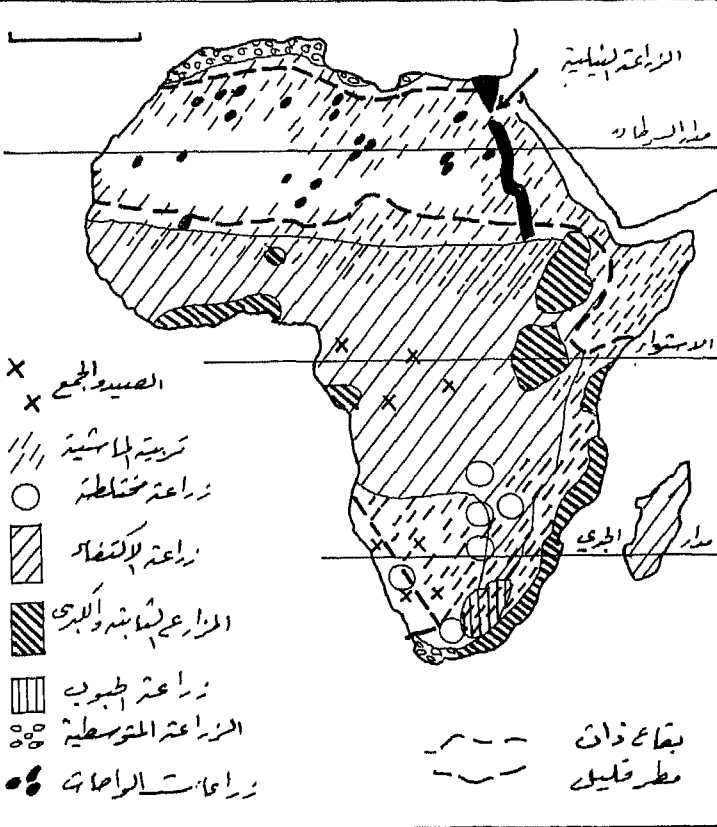 الزراعة النيلية
مدار السرطان
الاستواء
مدار الجدي
الصيد والجمع
تربية الماشية
زراعة مختلطة
زراعة الاكتفاء
المزارع الثابتة والكبرى
زراعة الحبوب
الزراعة المتوسطية
زراعات الواحات
بقاع ذات
مطر قليل